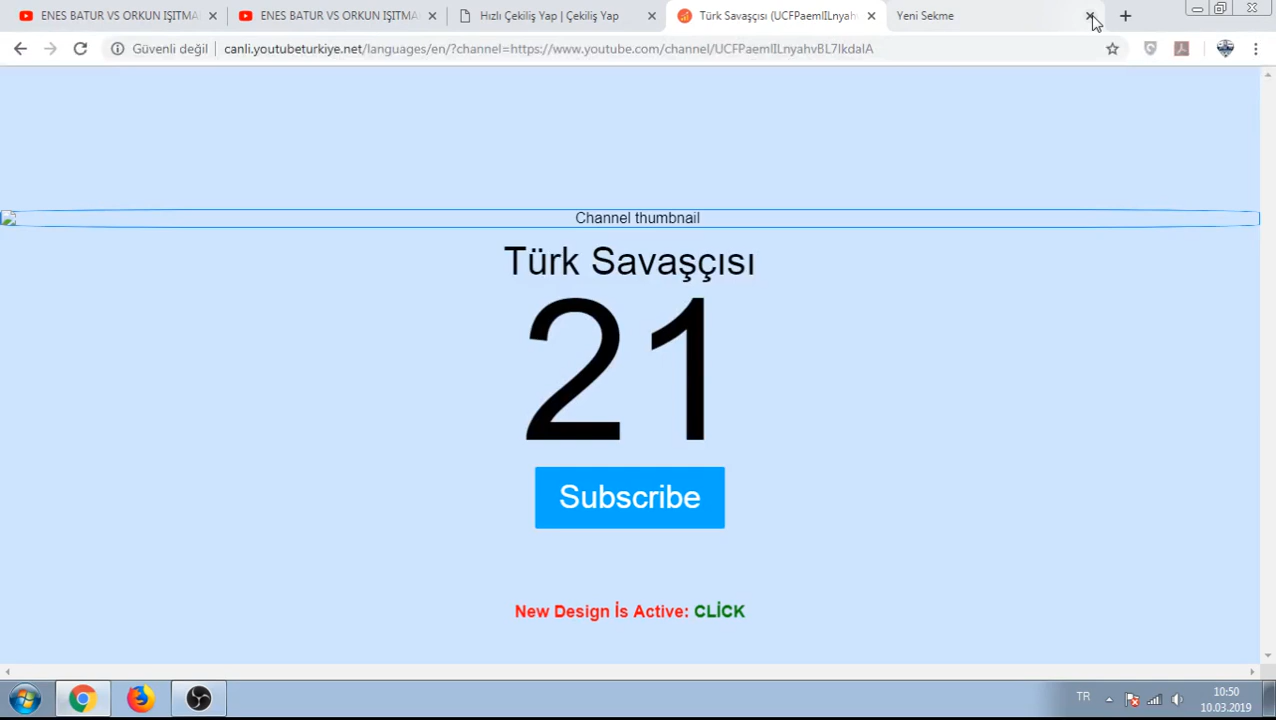 ENES BATUR VS ORKUN IŞITMA
ENES BATUR VS ORKUN IŞITMA
Hızlı Çekiliş Yap | Çekiliş Yap
Türk Savaşçısı (UCFPaemlILnyahv
Yeni Sekme
Güvenli değil
canli.youtubeturkiye.net/languages/en/?channel=https://www.youtube.com/channel/UCFPaemlILnyahvBL7IkdalA
Channel thumbnail
Türk Savaşçısı
21
Subscribe
New Design İs Active: CLİCK
TR
10:50
10.03.2019